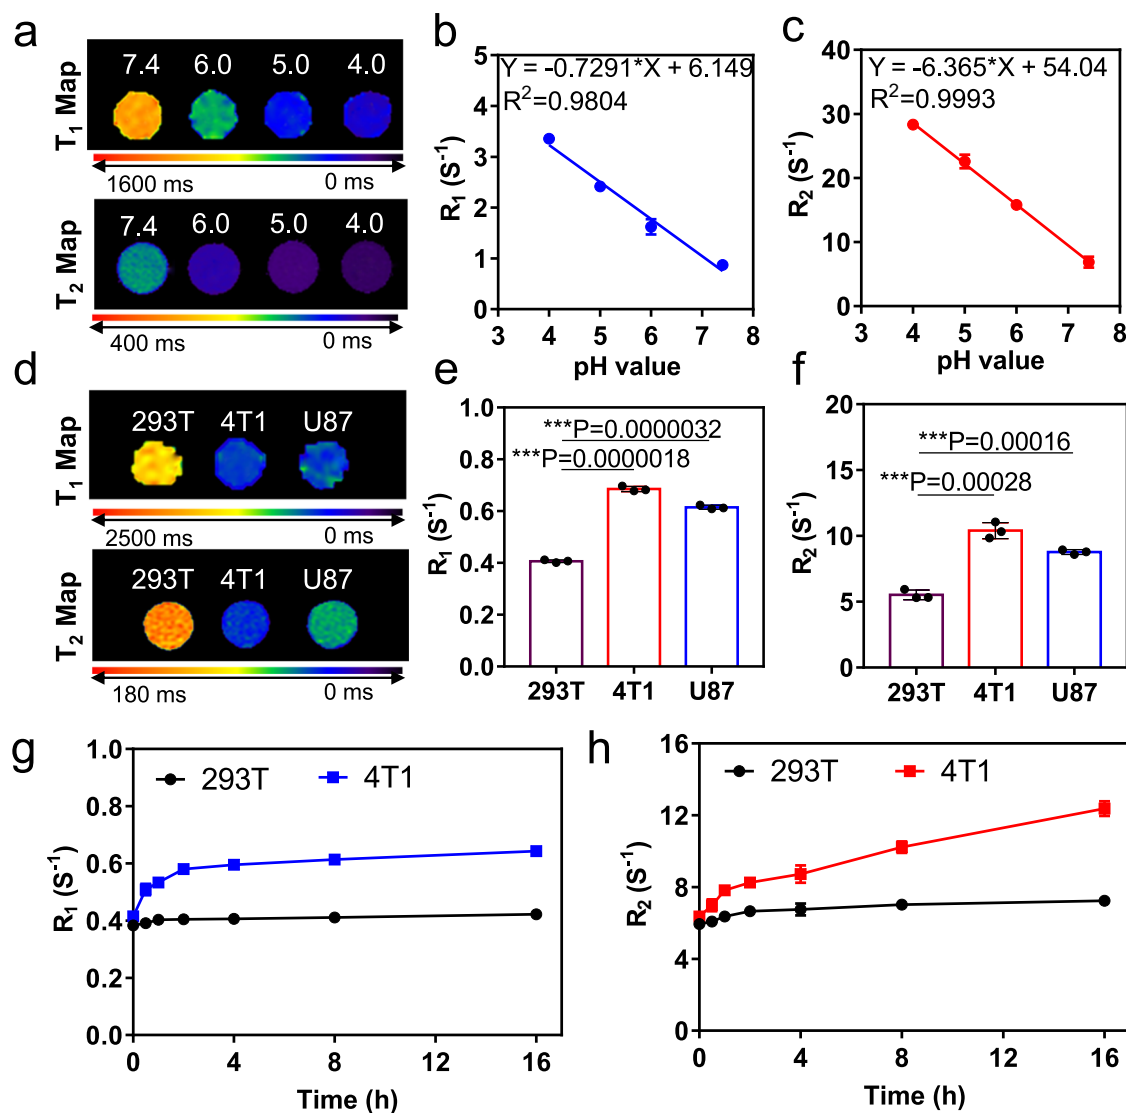 a
7.4 6.0 5.0 4.0
T₁ Map
1600 ms 0 ms
7.4 6.0 5.0 4.0
T₂ Map
400 ms 0 ms
b
Y = -0.7291*X + 6.149
R²=0.9804
R₁ (S⁻¹)
5
4
3
2
1
0
3 4 5 6 7 8
pH value
c
Y = -6.365*X + 54.04
R²=0.9993
R₂ (S⁻¹)
40
30
20
10
0
3 4 5 6 7 8
pH value
d
293T 4T1 U87
T₁ Map
2500 ms 0 ms
293T 4T1 U87
T₂ Map
180 ms 0 ms
e
***P=0.0000032
***P=0.0000018
R₁ (S⁻¹)
1.0
0.8
0.6
0.4
0.2
0.0
293T 4T1 U87
f
***P=0.00016
***P=0.00028
R₂ (S⁻¹)
20
15
10
5
0
293T 4T1 U87
g
293T 4T1
R₁ (S⁻¹)
1.0
0.8
0.6
0.4
0.2
0.0
0 4 8 12 16
Time (h)
h
293T 4T1
R₂ (S⁻¹)
16
12
8
4
0
0 4 8 12 16
Time (h)